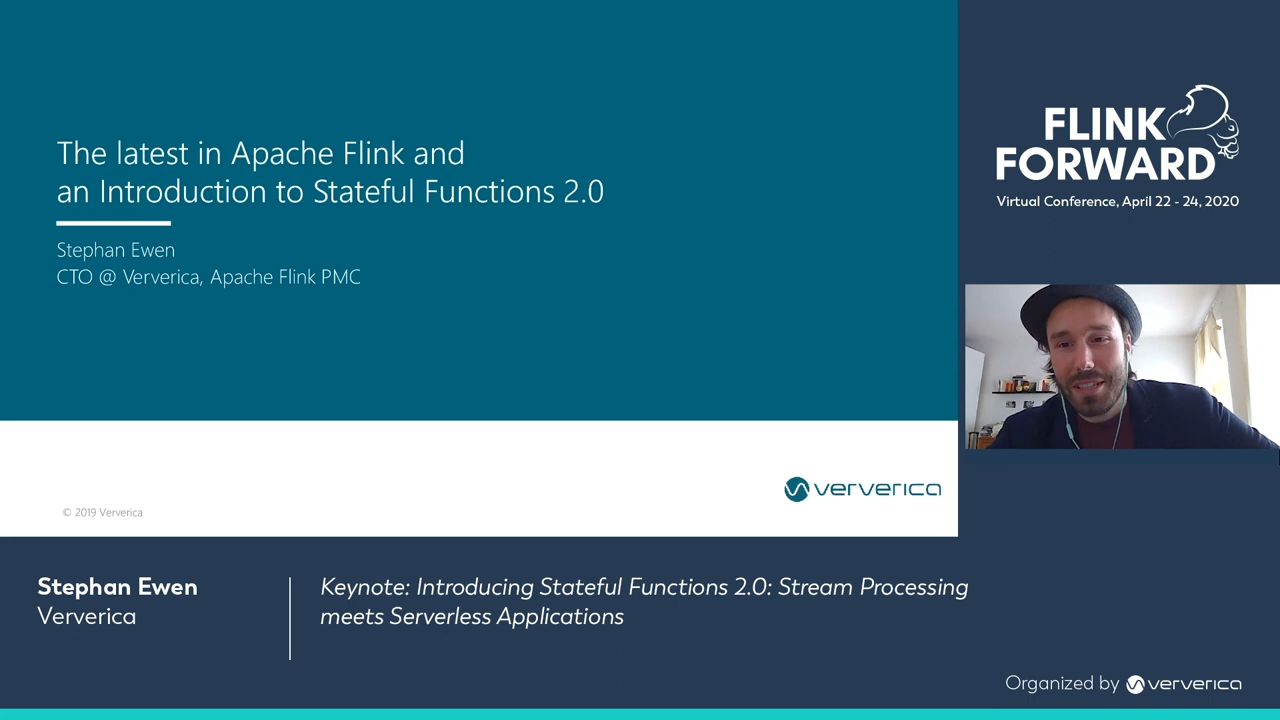 The latest in Apache Flink and
an Introduction to Stateful Functions 2.0
Stephan Ewen
CTO @ Ververica, Apache Flink PMC
© 2019 Ververica
ververica
FLINK
FORWARD
Virtual Conference, April 22 - 24, 2020
Stephan Ewen
Ververica
Keynote: Introducing Stateful Functions 2.0: Stream Processing
meets Serverless Applications
Organized by ververica